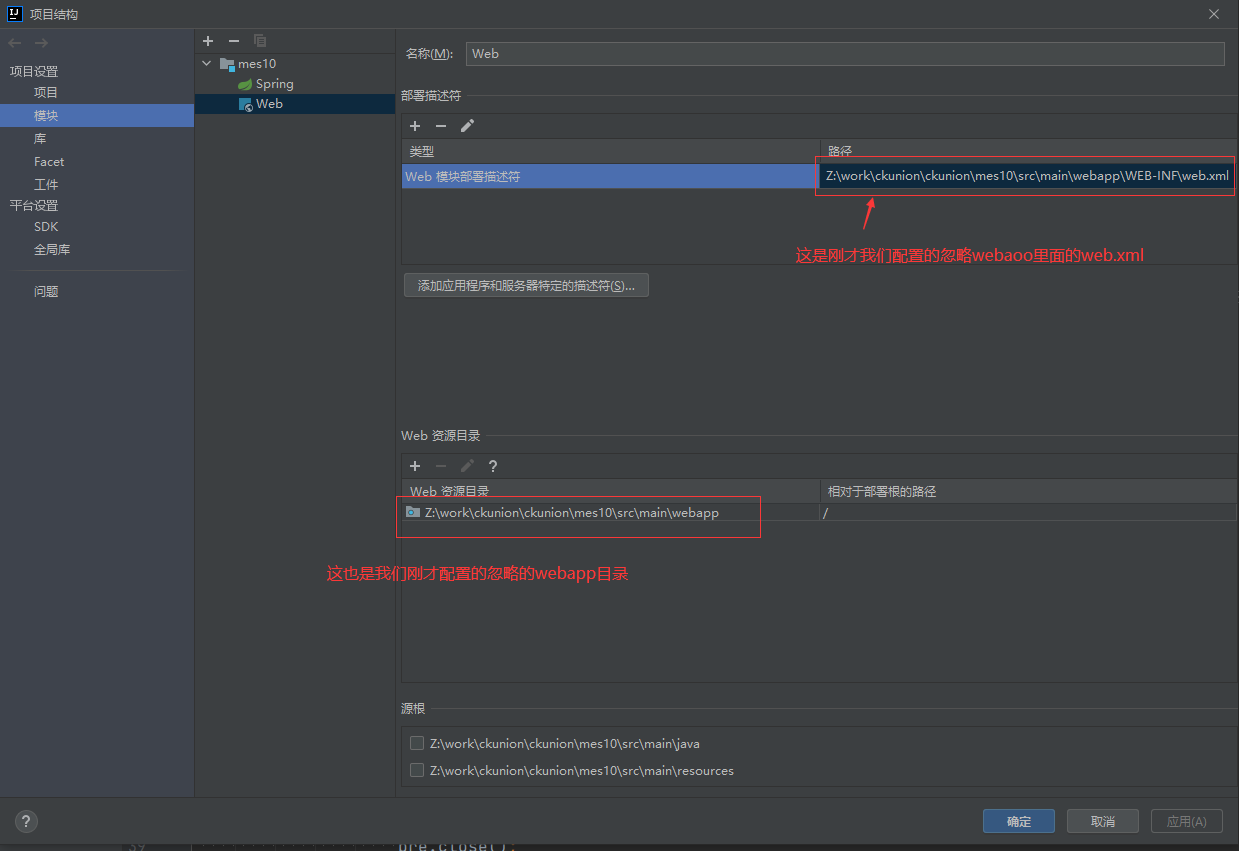 项目结构
项目设置
项目
模块
库
Facet
工件
平台设置
SDK
全局库
问题
mes10
Spring
Web
名称(M): Web
部署描述符
类型 路径
Web 模块部署描述符 Z:\work\ckunion\ckunion\mes10\src\main\webapp\WEB-INF\web.xml
这是刚才我们配置的忽略webaoo里面的web.xml
添加应用程序和服务器特定的描述符(S)...
Web 资源目录
?
Web 资源目录 相对于部署根的路径
Z:\work\ckunion\ckunion\mes10\src\main\webapp /
这也是我们刚才配置的忽略的webapp目录
源根
Z:\work\ckunion\ckunion\mes10\src\main\java
Z:\work\ckunion\ckunion\mes10\src\main\resources
? 确定 取消 应用(A)
39 pre.close();